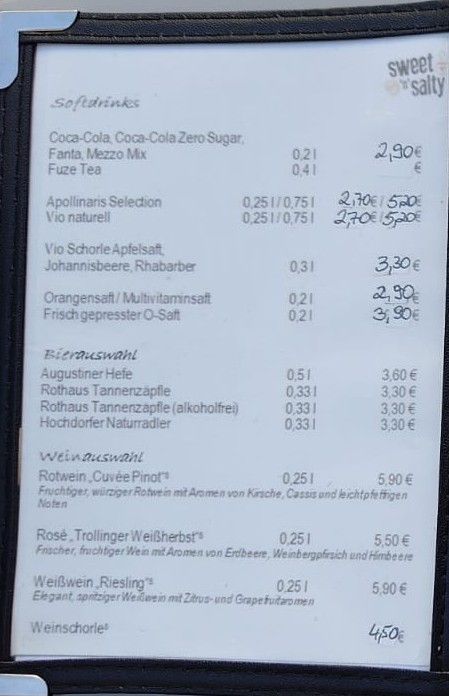 sweet
'n' salty
Softdrinks
Coca-Cola, Coca-Cola Zero Sugar,
Fanta, Mezzo Mix 0,2 l 2,90€
Fuze Tea 0,4 l €
Apollinaris Selection 0,25 l / 0,75 l 2,70€ / 5,20€
Vio naturell 0,25 l / 0,75 l 2,70€ / 5,20€
Vio Schorle Apfelsaft,
Johannisbeere, Rhabarber 0,3 l 3,30 €
Orangensaft / Multivitaminsaft 0,2 l 2,90€
Frisch gepresster O-Saft 0,2 l 3,90€
Bierauswahl
Augustiner Hefe 0,5 l 3,60 €
Rothaus Tannenzäpfle 0,33 l 3,30 €
Rothaus Tannenzäpfle (alkoholfrei) 0,33 l 3,30 €
Hochdorfer Naturradler 0,33 l 3,30 €
Weinauswahl
Rotwein „Cuvée Pinot" 0,25 l 5,90 €
Fruchtiger, würziger Rotwein mit Aromen von Kirsche, Cassis und leicht pfeffrigen
Noten
Rosé „Trollinger Weißherbst" 0,25 l 5,50 €
Frischer, fruchtiger Wein mit Aromen von Erdbeere, Weinbergpfirsich und Himbeere
Weißwein „Riesling" 0,25 l 5,90 €
Elegant, spritziger Weißwein mit Zitrus- und Grapefruitaromen
Weinschorle 4,50€